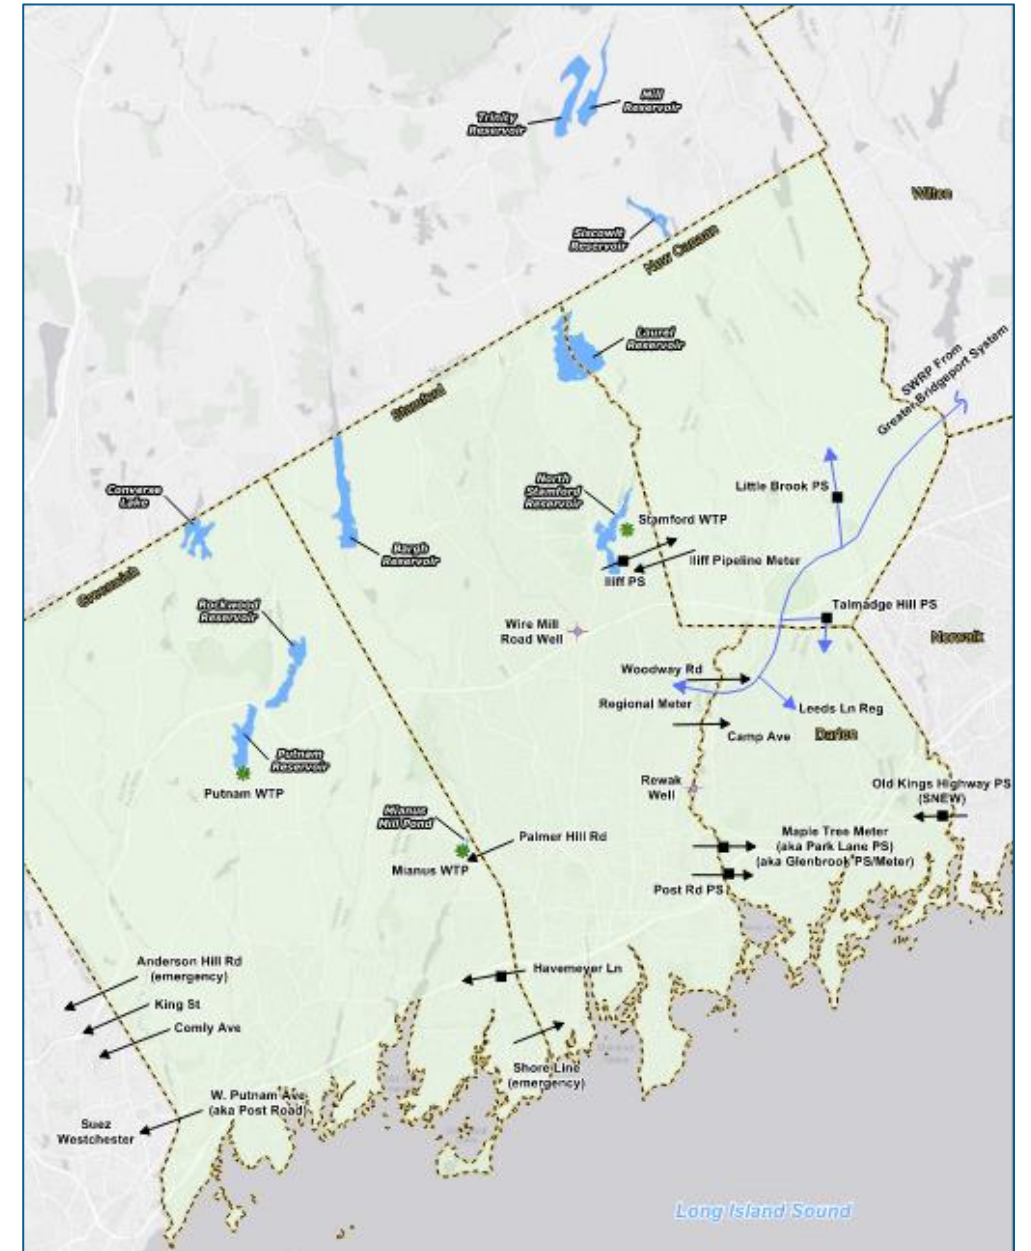 Mill
Reservoir
Trinity
Reservoir
Wilton
Siscowit
Reservoir
New Canaan
Laurel
Reservoir
SWRP From
Greater Bridgeport System
Stamford
North
Stamford
Reservoir
Little Brook PS
Converse
Lake
Stamford WTP
Bargh
Reservoir
Iliff Pipeline Meter
Iliff PS
Greenwich
Rockwood
Reservoir
Talmadge Hill PS
Wire Mill
Road Well
Norwalk
Woodway Rd
Regional Meter
Leeds Ln Reg
Camp Ave
Darien
Putnam
Reservoir
Putnam WTP
Rewak
Well
Old Kings Highway PS
(SNEW)
Mianus
Mill Pond
Palmer Hill Rd
Maple Tree Meter
(aka Park Lane PS)
(aka Glenbrook PS/Meter)
Mianus WTP
Post Rd PS
Anderson Hill Rd
(emergency)
Havemeyer Ln
King St
Comly Ave
Shore Line
(emergency)
W. Putnam Ave
(aka Post Road)
Suez
Westchester
Long Island Sound